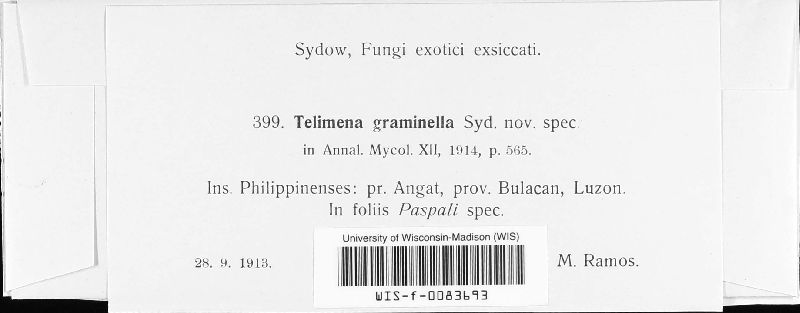 Sydow, Fungi exotici exsiccati.
399. Telimena graminella Syd. nov. spec.
in Annal. Mycol. XII, 1914, p. 565.
Ins. Philippinenses: pr. Angat, prov. Bulacan, Luzon.
In foliis Paspali spec.
University of Wisconsin-Madison (WIS)
28. 9. 1913.
M. Ramos.
WIS-f-0083693